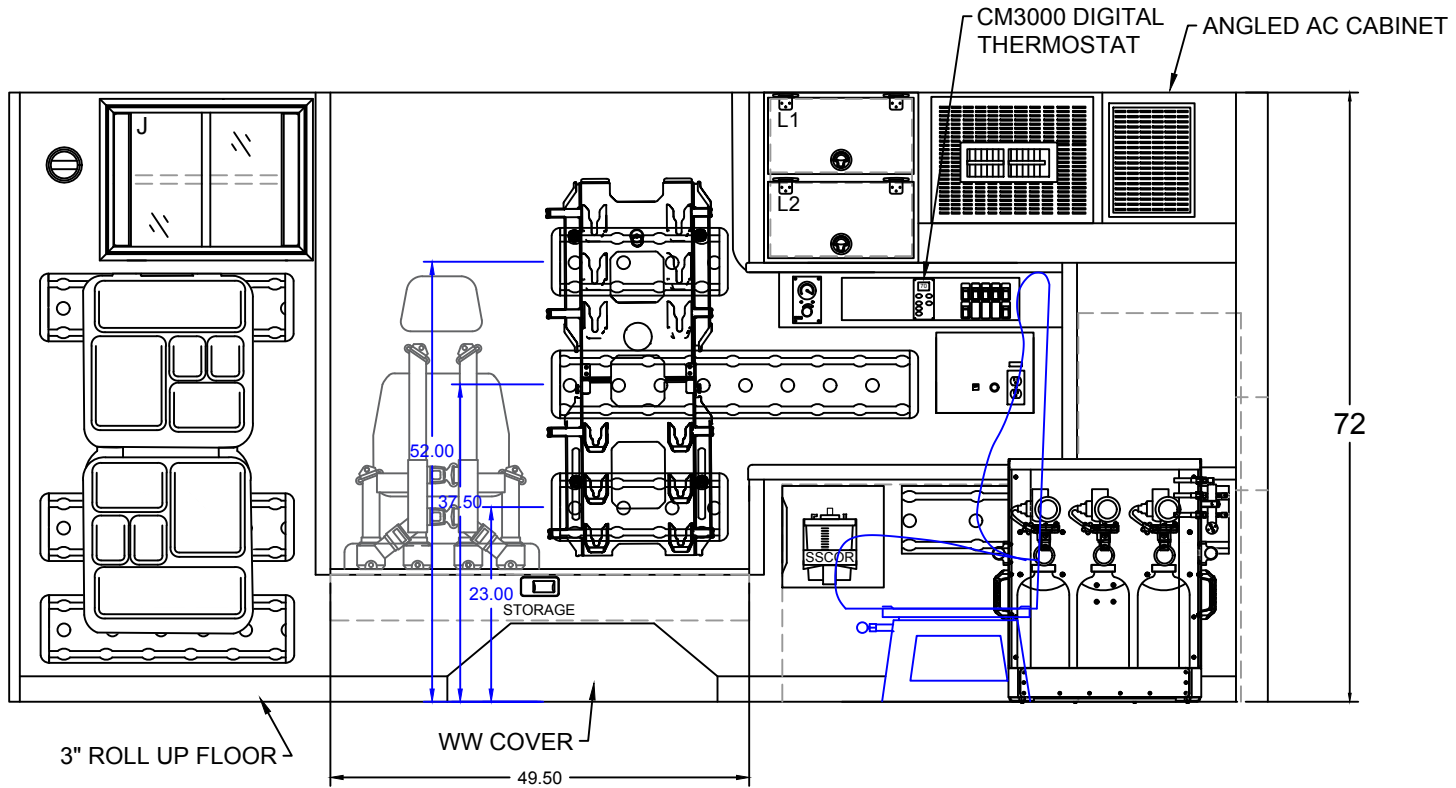 CM3000 DIGITAL
THERMOSTAT
ANGLED AC CABINET
J
L1
L2
70
72
52.00
37.50
23.00
SSCOR
STORAGE
3" ROLL UP FLOOR
WW COVER
49.50